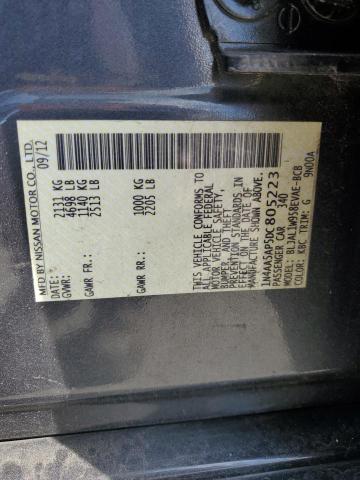 MFD BY NISSAN MOTOR CO., LTD.
09/12
GVWR: 2131 KG
4698 LB
GAWR FR: 1140 KG
2513 LB
GAWR RR: 1000 KG
2205 LB
THIS VEHICLE CONFORMS TO
ALL APPLICABLE FEDERAL
MOTOR VEHICLE SAFETY,
BUMPER AND THEFT
PREVENTION STANDARDS IN
EFFECT ON THE DATE OF
MANUFACTURE SHOWN ABOVE.
1N4AA5AP5DC805223
PASSENGER CAR 340
MODEL: BLJALUW
COLOR: KBC TRIM: G 9N00A